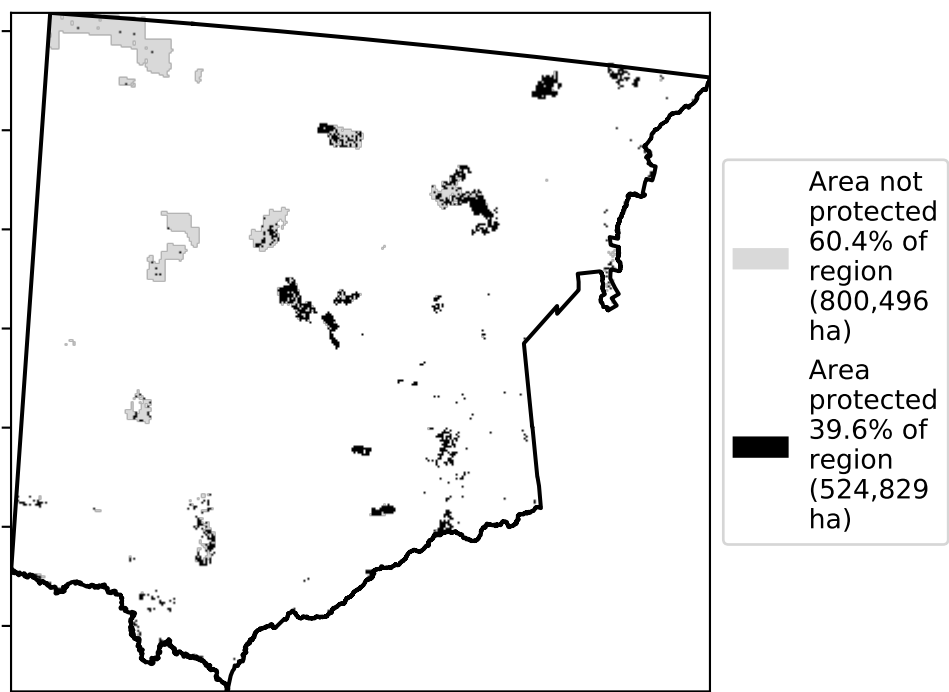 Area not
protected
60.4% of
region
(800,496
ha)
Area
protected
39.6% of
region
(524,829
ha)